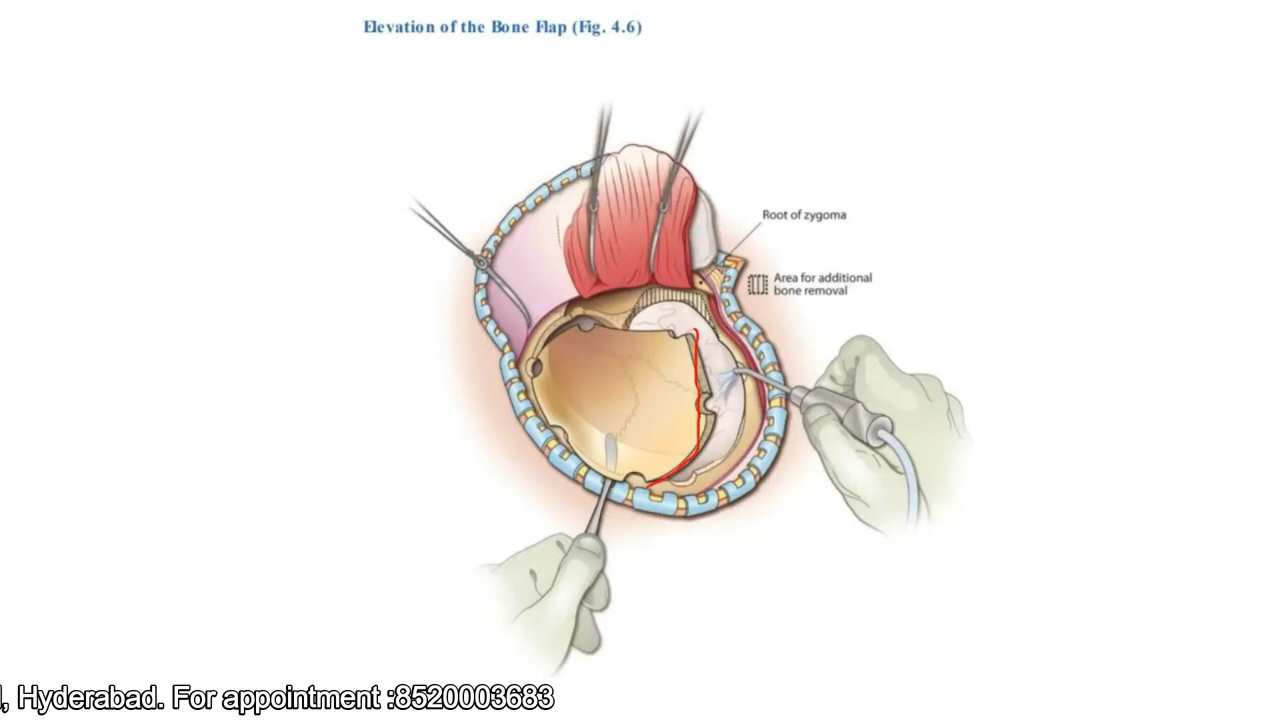 Elevation of the Bone Flap (Fig. 4.6)
Root of zygoma
Area for additional
bone removal
, Hyderabad. For appointment :8520003683